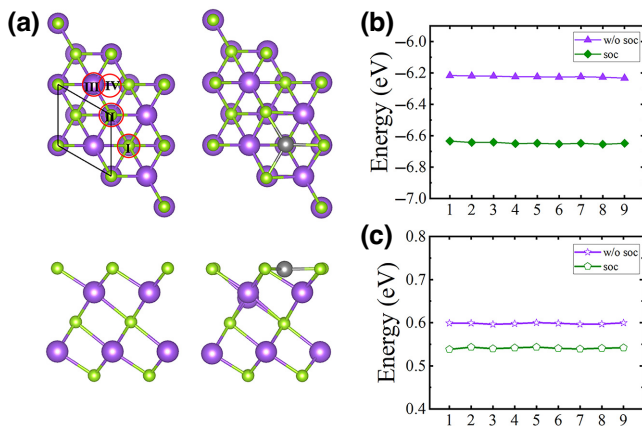 (a)
III
IV
II
I
(b)
Energy (eV)
−6.0
−6.2
−6.4
−6.6
−6.8
−7.0
w/o soc
soc
1 2 3 4 5 6 7 8 9
(c)
Energy (eV)
0.8
0.7
0.6
0.5
0.4
w/o soc
soc
1 2 3 4 5 6 7 8 9